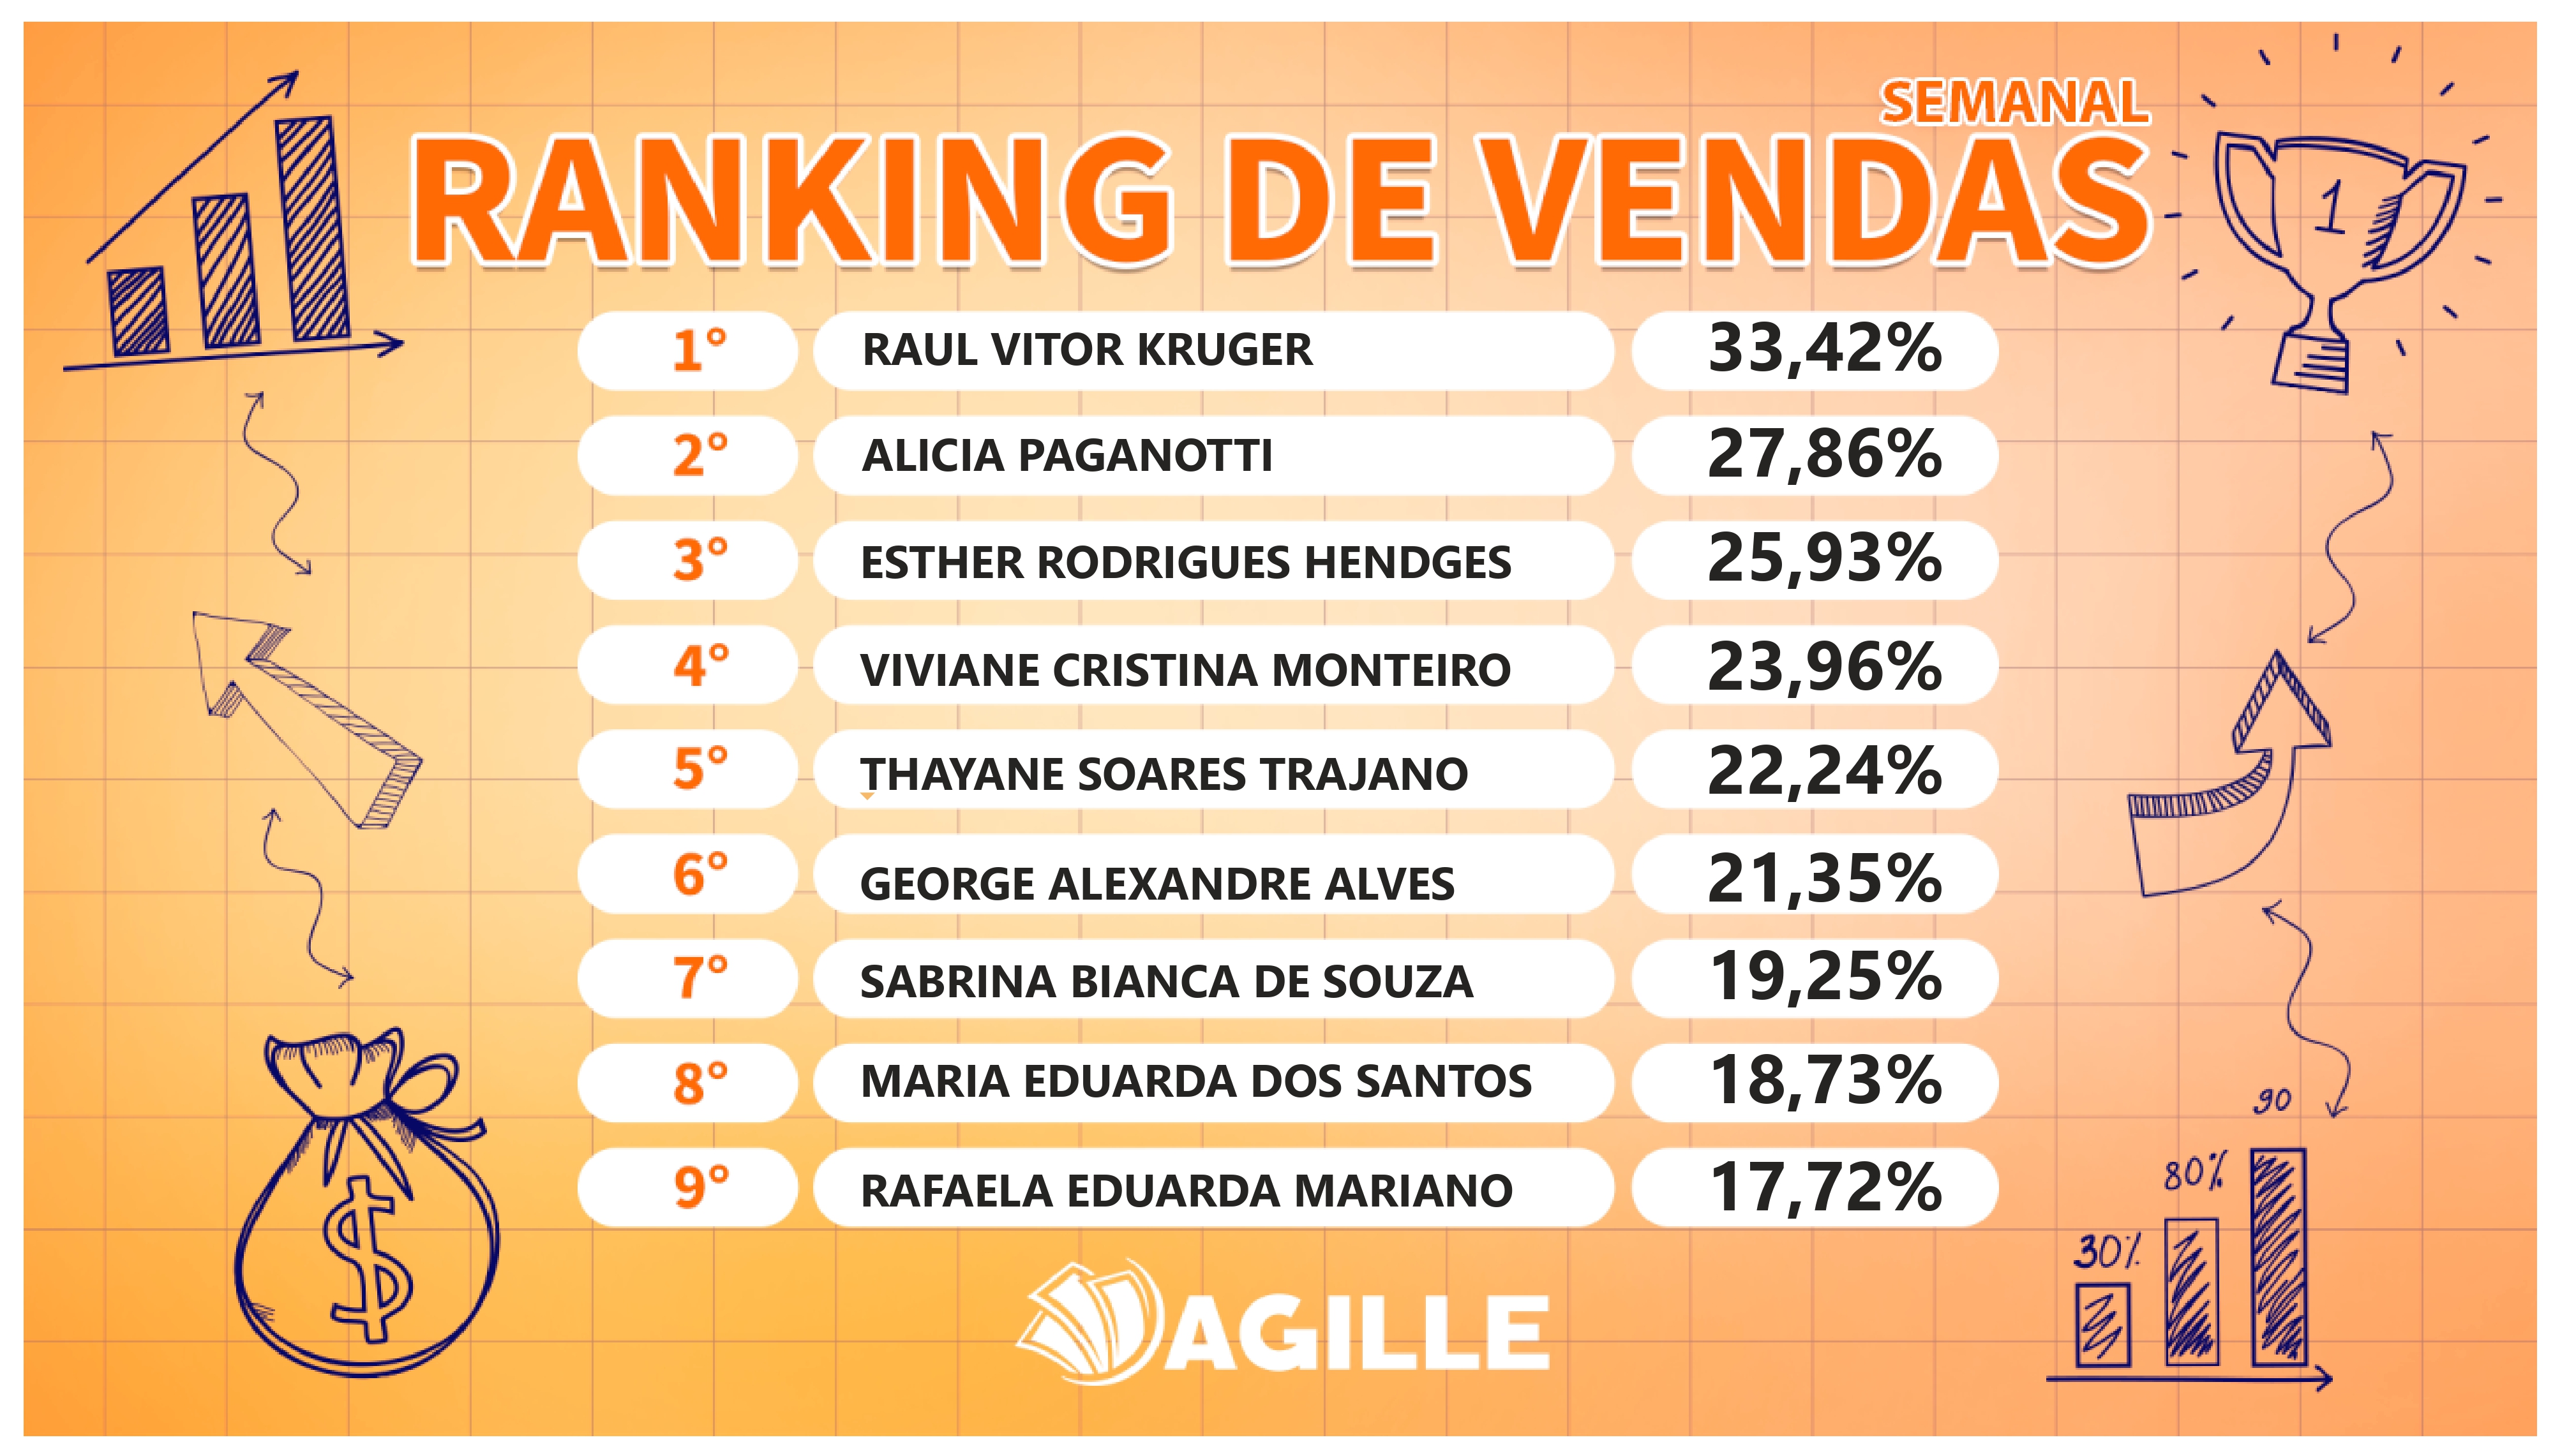 SEMANAL
RANKING DE VENDAS
1
1° RAUL VITOR KRUGER 33,42%
2° ALICIA PAGANOTTI 27,86%
3° ESTHER RODRIGUES HENDGES 25,93%
4° VIVIANE CRISTINA MONTEIRO 23,96%
5° THAYANE SOARES TRAJANO 22,24%
6° GEORGE ALEXANDRE ALVES 21,35%
7° SABRINA BIANCA DE SOUZA 19,25%
8° MARIA EDUARDA DOS SANTOS 18,73%
9° RAFAELA EDUARDA MARIANO 17,72%
$
90
80%
30%
AGILLE